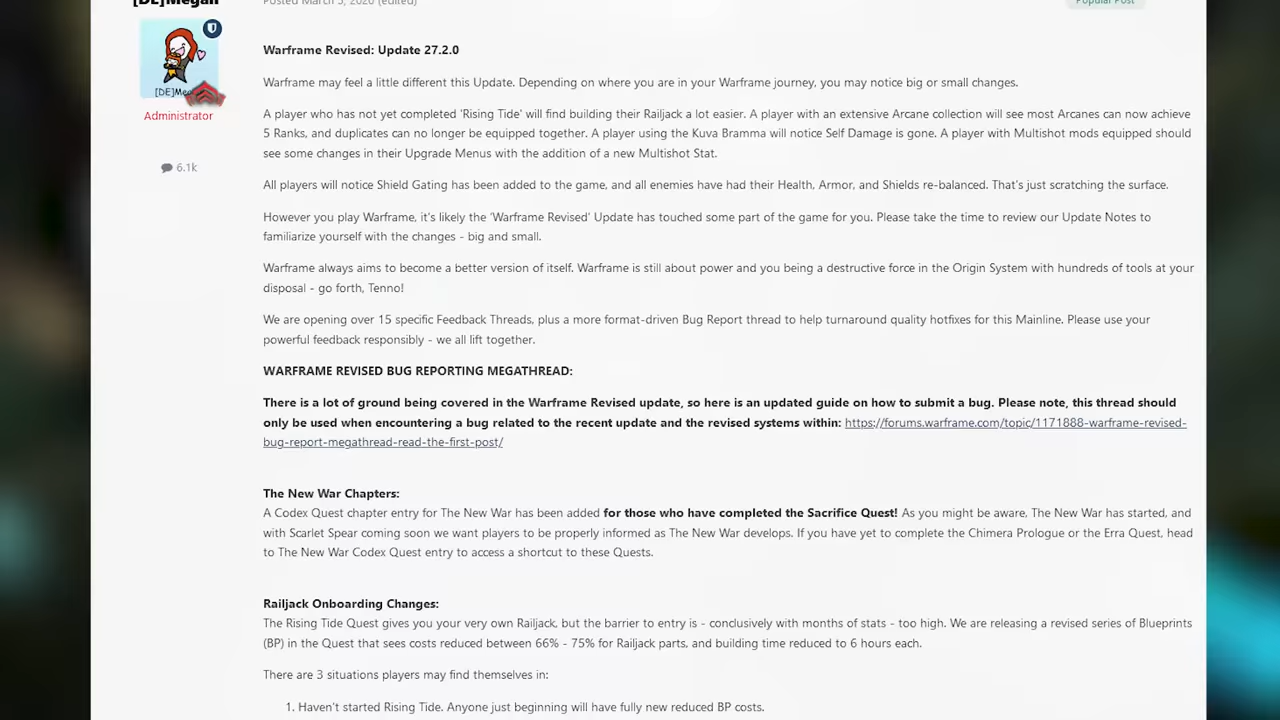 [DE]Megan
Posted March 5, 2020 (edited)
Popular Post
Administrator
6.1k
Warframe Revised: Update 27.2.0
Warframe may feel a little different this Update. Depending on where you are in your Warframe journey, you may notice big or small changes.
A player who has not yet completed 'Rising Tide' will find building their Railjack a lot easier. A player with an extensive Arcane collection will see most Arcanes can now achieve
5 Ranks, and duplicates can no longer be equipped together. A player using the Kuva Bramma will notice Self Damage is gone. A player with Multishot mods equipped should
see some changes in their Upgrade Menus with the addition of a new Multishot Stat.
All players will notice Shield Gating has been added to the game, and all enemies have had their Health, Armor, and Shields re-balanced. That's just scratching the surface.
However you play Warframe, it's likely the 'Warframe Revised' Update has touched some part of the game for you. Please take the time to review our Update Notes to
familiarize yourself with the changes - big and small.
Warframe always aims to become a better version of itself. Warframe is still about power and you being a destructive force in the Origin System with hundreds of tools at your
disposal - go forth, Tenno!
We are opening over 15 specific Feedback Threads, plus a more format-driven Bug Report thread to help turnaround quality hotfixes for this Mainline. Please use your
powerful feedback responsibly - we all lift together.
WARFRAME REVISED BUG REPORTING MEGATHREAD:
There is a lot of ground being covered in the Warframe Revised update, so here is an updated guide on how to submit a bug. Please note, this thread should
only be used when encountering a bug related to the recent update and the revised systems within: https://forums.warframe.com/topic/1171888-warframe-revised-
bug-report-megathread-read-the-first-post/
The New War Chapters:
A Codex Quest chapter entry for The New War has been added for those who have completed the Sacrifice Quest! As you might be aware, The New War has started, and
with Scarlet Spear coming soon we want players to be properly informed as The New War develops. If you have yet to complete the Chimera Prologue or the Erra Quest, head
to The New War Codex Quest entry to access a shortcut to these Quests.
Railjack Onboarding Changes:
The Rising Tide Quest gives you your very own Railjack, but the barrier to entry is - conclusively with months of stats - too high. We are releasing a revised series of Blueprints
(BP) in the Quest that sees costs reduced between 66% - 75% for Railjack parts, and building time reduced to 6 hours each.
There are 3 situations players may find themselves in:
1. Haven't started Rising Tide. Anyone just beginning will have fully new reduced BP costs.